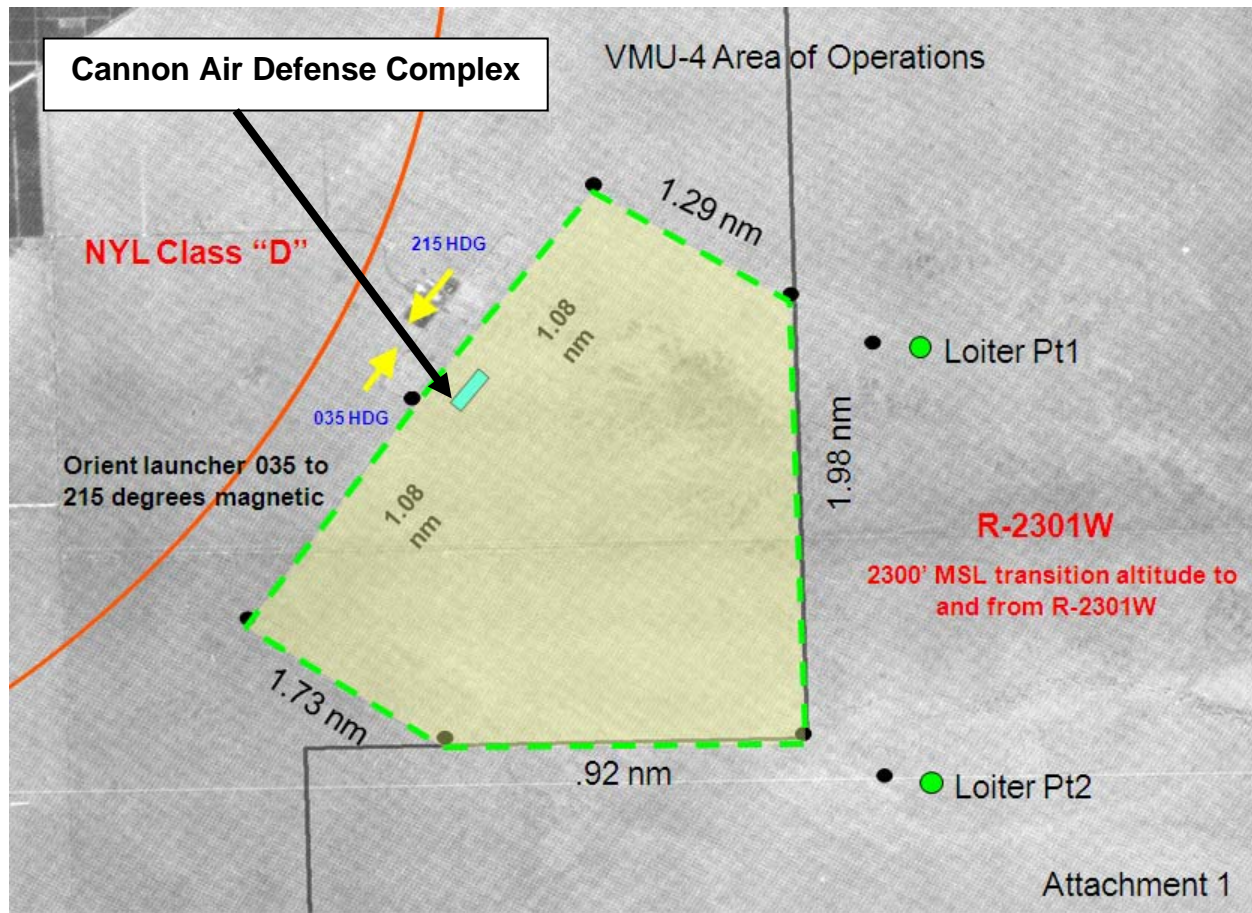 Cannon Air Defense Complex
VMU-4 Area of Operations
1.29 nm
NYL Class “D”
215 HDG
1.08
nm
Loiter Pt1
035 HDG
1.98 nm
Orient launcher 035 to
215 degrees magnetic
1.08
nm
R-2301W
2300’ MSL transition altitude to
and from R-2301W
1.73 nm
.92 nm
Loiter Pt2
Attachment 1